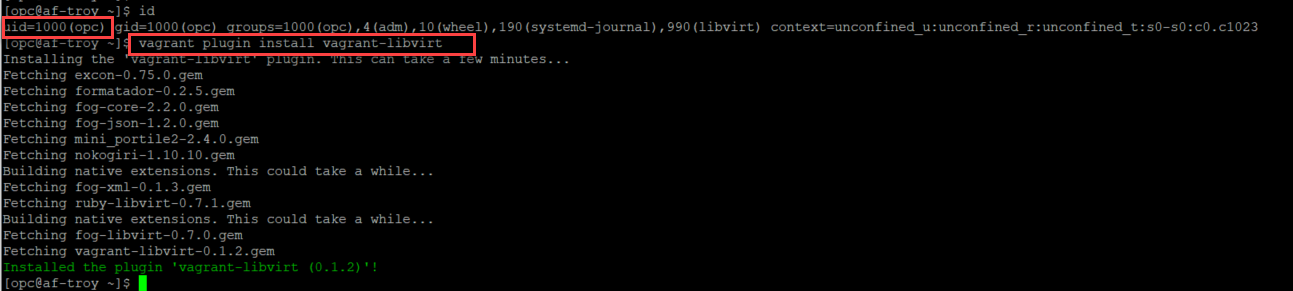 [opc@af-troy ~]$ id
uid=1000(opc) gid=1000(opc) groups=1000(opc),4(adm),10(wheel),190(systemd-journal),990(libvirt) context=unconfined_u:unconfined_r:unconfined_t:s0-s0:c0.c1023
[opc@af-troy ~]$ vagrant plugin install vagrant-libvirt
Installing the 'vagrant-libvirt' plugin. This can take a few minutes...
Fetching excon-0.75.0.gem
Fetching formatador-0.2.5.gem
Fetching fog-core-2.2.0.gem
Fetching fog-json-1.2.0.gem
Fetching mini_portile2-2.4.0.gem
Fetching nokogiri-1.10.10.gem
Building native extensions. This could take a while...
Fetching fog-xml-0.1.3.gem
Fetching ruby-libvirt-0.7.1.gem
Building native extensions. This could take a while...
Fetching fog-libvirt-0.7.0.gem
Fetching vagrant-libvirt-0.1.2.gem
Installed the plugin 'vagrant-libvirt (0.1.2)'!
[opc@af-troy ~]$